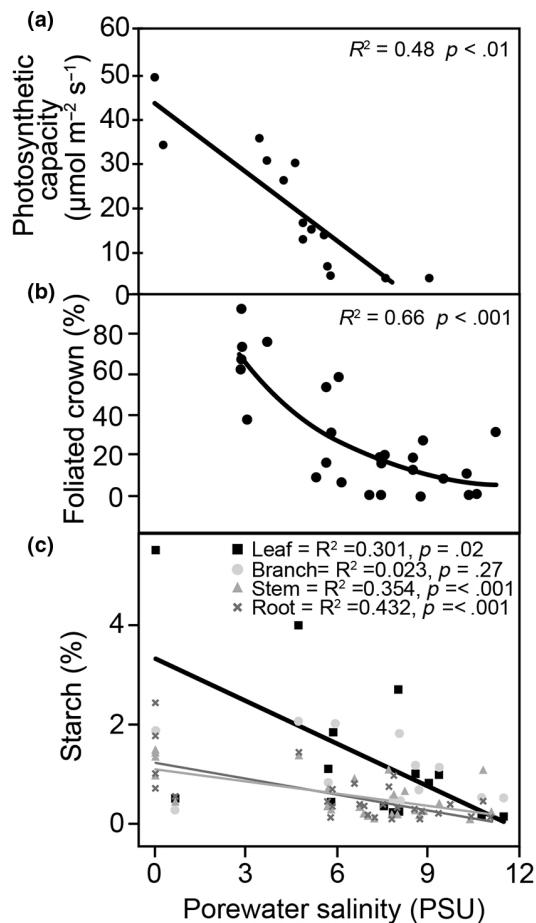 (a)
60
50
40
30
20
10
0
Photosynthetic
capacity
(μmol m⁻² s⁻¹)
R² = 0.48 p < .01
(b)
80
60
40
20
0
Foliated crown (%)
R² = 0.66 p < .001
(c)
Leaf = R² =0.301, p = .02
Branch= R² =0.023, p = .27
Stem = R² =0.354, p =< .001
Root = R² =0.432, p =< .001
4
2
0
Starch (%)
0 3 6 9 12
Porewater salinity (PSU)